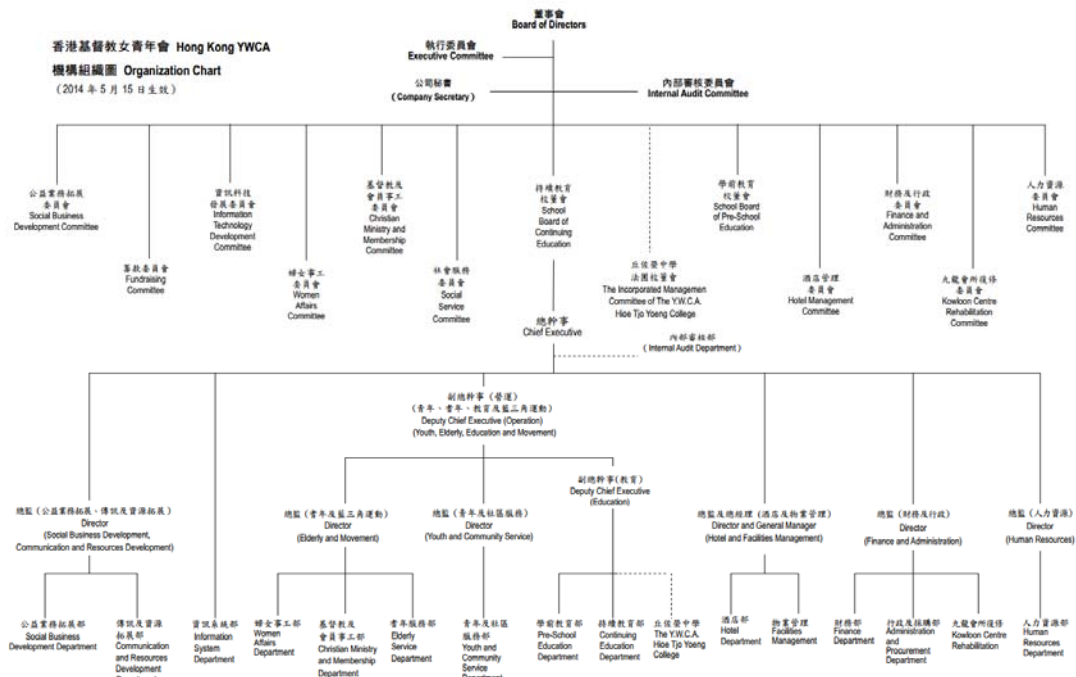 董事會
Board of Directors
香港基督教女青年會 Hong Kong YWCA
機構組織圖 Organization Chart
(2014 年 5 月 15 日生效)
執行委員會
Executive Committee
公司秘書
(Company Secretary)
內部審核委員會
Internal Audit Committee
公益業務拓展
委員會
Social Business
Development Committee
籌款委員會
Fundraising
Committee
資訊科技
發展委員會
Information
Technology
Development
Committee
婦女事工
委員會
Women
Affairs
Committee
基督教及
會員事工
委員會
Christian
Ministry and
Membership
Committee
社會服務
委員會
Social
Service
Committee
持續教育
校董會
School
Board of
Continuing
Education
丘佐榮中學
法團校董會
The Incorporated Managemen
Committee of The Y.W.C.A.
Hioe Tjo Yoeng College
學前教育
校董會
School Board
of Pre-School
Education
酒店管理
委員會
Hotel Management
Committee
財務及行政
委員會
Finance and
Administration
Committee
九龍會所復修
委員會
Kowloon Centre
Rehabilitation
Committee
人力資源
委員會
Human
Resources
Committee
總幹事
Chief Executive
內部審核部
(Internal Audit Department)
副總幹事 (營運)
(青年、耆年、教育及藍三角運動)
Deputy Chief Executive (Operation)
(Youth, Elderly, Education and Movement)
副總幹事(教育)
Deputy Chief Executive
(Education)
總監 (公益業務拓展、傳訊及資源拓展)
Director
(Social Business Development,
Communication and Resources Development)
總監 (耆年及藍三角運動)
Director
(Elderly and Movement)
總監 (青年及社區服務)
Director
(Youth and Community Service)
總監及總經理 (酒店及物業管理)
Director and General Manager
(Hotel and Facilities Management)
總監 (財務及行政)
Director
(Finance and Administration)
總監 (人力資源)
Director
(Human Resources)
公益業務拓展部
Social Business
Development Department
傳訊及資源
拓展部
Communication
and Resources
Development
資訊系統部
Information
System
Department
婦女事工部
Women
Affairs
Department
基督教及
會員事工部
Christian Ministry
and Membership
Department
耆年服務部
Elderly
Service
Department
青年及社區
服務部
Youth and
Community
Service
Department
學前教育部
Pre-School
Education
Department
持續教育部
Continuing
Education
Department
丘佐榮中學
The Y.W.C.A.
Hioe Tjo Yoeng
College
酒店部
Hotel
Department
物業管理
Facilities
Management
財務部
Finance
Department
行政及採購部
Administration
and
Procurement
Department
九龍會所復修
Kowloon Centre
Rehabilitation
人力資源部
Human
Resources
Department